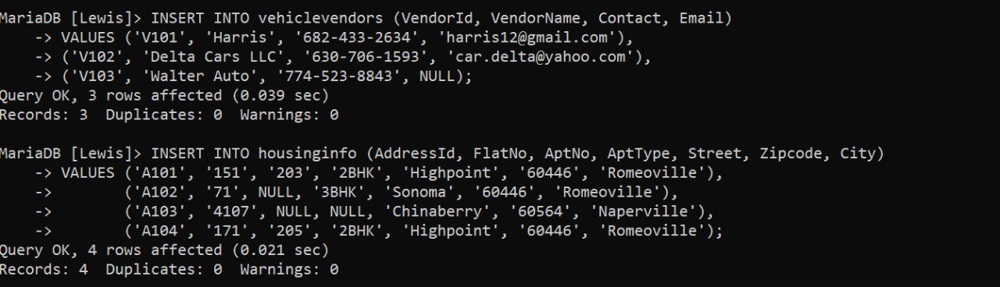 MariaDB [Lewis]> INSERT INTO vehiclevendors (VendorId, VendorName, Contact, Email)
    -> VALUES ('V101', 'Harris', '682-433-2634', 'harris12@gmail.com'),
    -> ('V102', 'Delta Cars LLC', '630-706-1593', 'car.delta@yahoo.com'),
    -> ('V103', 'Walter Auto', '774-523-8843', NULL);
Query OK, 3 rows affected (0.039 sec)
Records: 3  Duplicates: 0  Warnings: 0

MariaDB [Lewis]> INSERT INTO housinginfo (AddressId, FlatNo, AptNo, AptType, Street, Zipcode, City)
    -> VALUES ('A101', '151', '203', '2BHK', 'Highpoint', '60446', 'Romeoville'),
    ->        ('A102', '71', NULL, '3BHK', 'Sonoma', '60446', 'Romeoville'),
    ->        ('A103', '4107', NULL, NULL, 'Chinaberry', '60564', 'Naperville'),
    ->        ('A104', '171', '205', '2BHK', 'Highpoint', '60446', 'Romeoville');
Query OK, 4 rows affected (0.021 sec)
Records: 4  Duplicates: 0  Warnings: 0